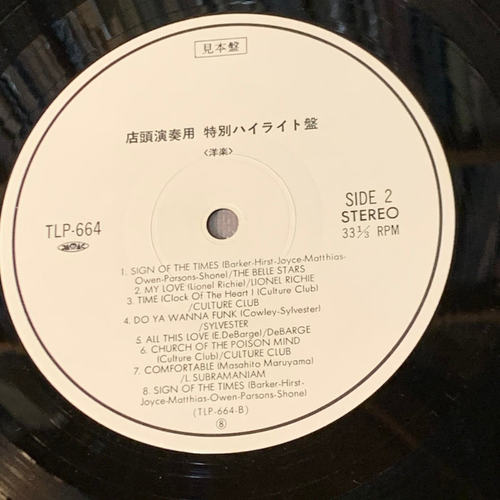 見本盤
店頭演奏用 特別ハイライト盤
<洋楽>
TLP-664
SIDE 2
STEREO
33 1/3 RPM
1. SIGN OF THE TIMES (Barker-Hirst-Joyce-Matthias-
Owen-Parsons-Shone)/THE BELLE STARS
2. MY LOVE (Lionel Richie)/LIONEL RICHIE
3. TIME (Clock Of The Heart) (Culture Club)
/CULTURE CLUB
4. DO YA WANNA FUNK (Cowley-Sylvester)
/SYLVESTER
5. ALL THIS LOVE (E.DeBarge)/DeBARGE
6. CHURCH OF THE POISON MIND
(Culture Club)/CULTURE CLUB
7. COMFORTABLE (Masahito Maruyama)
/L. SUBRAMANIAM
8. SIGN OF THE TIMES (Barker-Hirst-
Joyce-Matthias-Owen-Parsons-Shone)
(TLP-664-B)
⑧